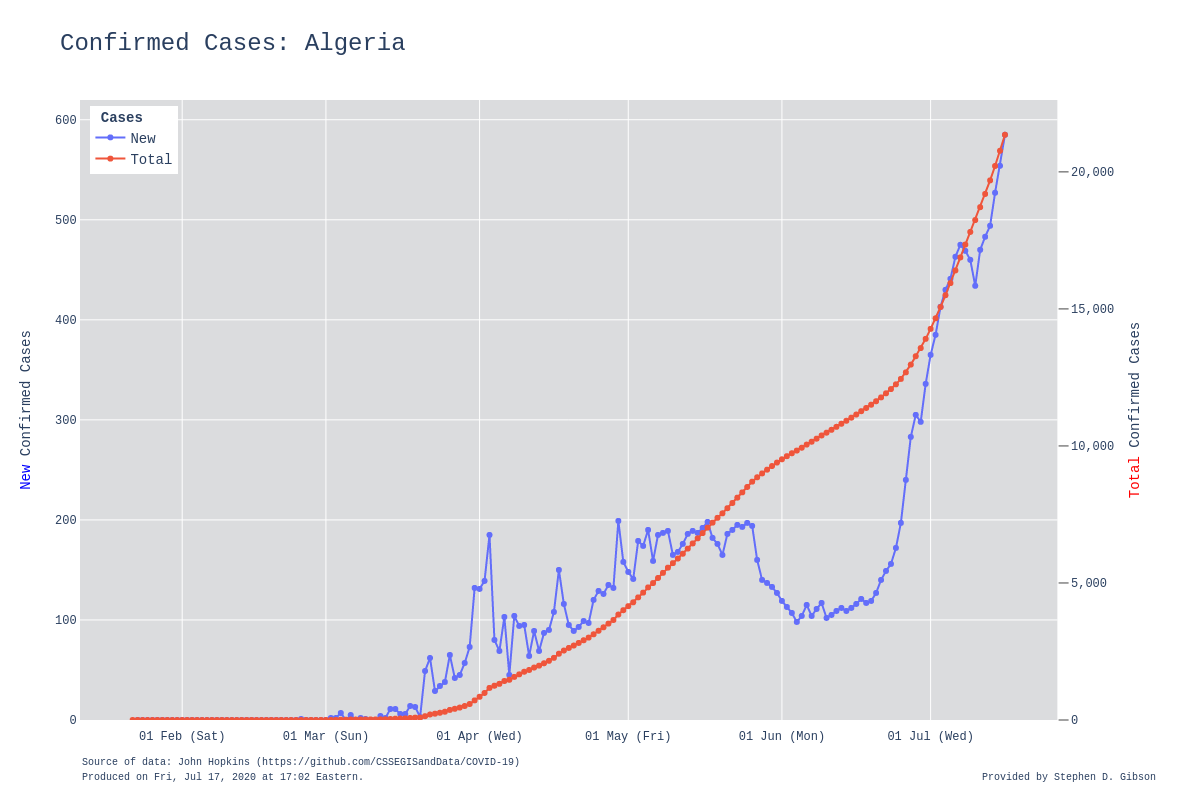 Confirmed Cases: Algeria
Cases
New
Total
600
500
400
300
200
100
0
20,000
15,000
10,000
5,000
0
New Confirmed Cases
Total Confirmed Cases
01 Feb (Sat)
01 Mar (Sun)
01 Apr (Wed)
01 May (Fri)
01 Jun (Mon)
01 Jul (Wed)
Source of data: John Hopkins (https://github.com/CSSEGISandData/COVID-19)
Produced on Fri, Jul 17, 2020 at 17:02 Eastern.
Provided by Stephen D. Gibson